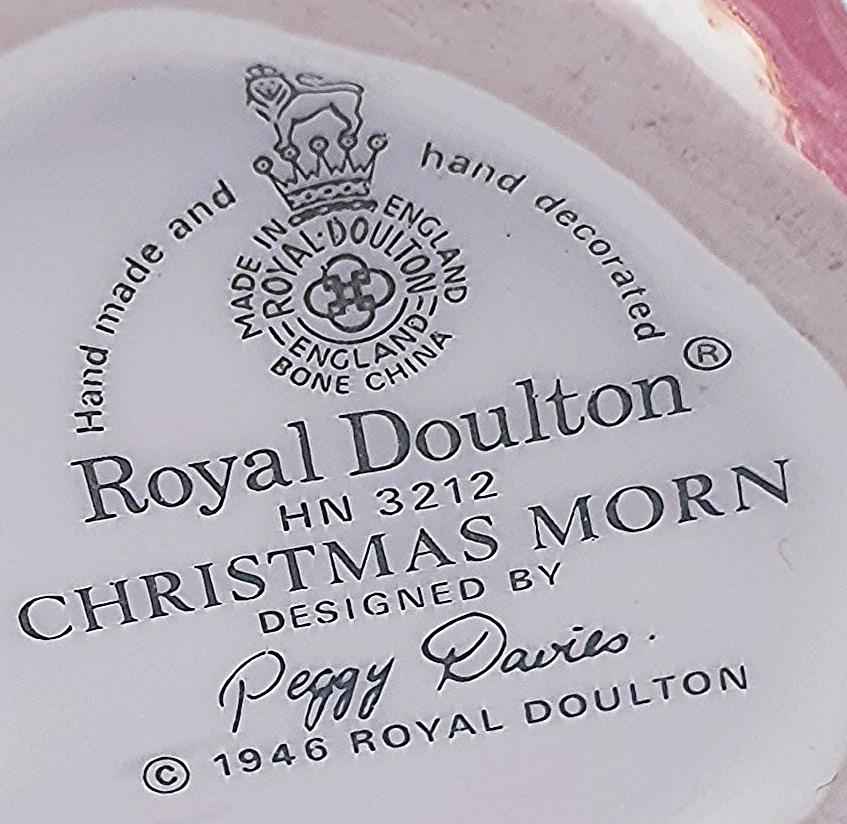 Hand made and hand decorated
MADE IN ENGLAND
ROYAL·DOULTON
ENGLAND
BONE CHINA
Royal Doulton ®
HN 3212
CHRISTMAS MORN
DESIGNED BY
Peggy Davies.
© 1946 ROYAL DOULTON